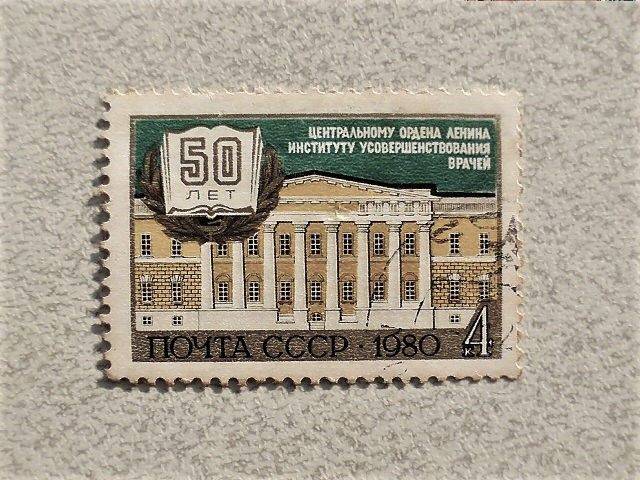 ЦЕНТРАЛЬНОМУ ОРДЕНА ЛЕНИНА
ИНСТИТУТУ УСОВЕРШЕНСТВОВАНИЯ
ВРАЧЕЙ
50
ЛЕТ
ПОЧТА СССР · 1980
4
К